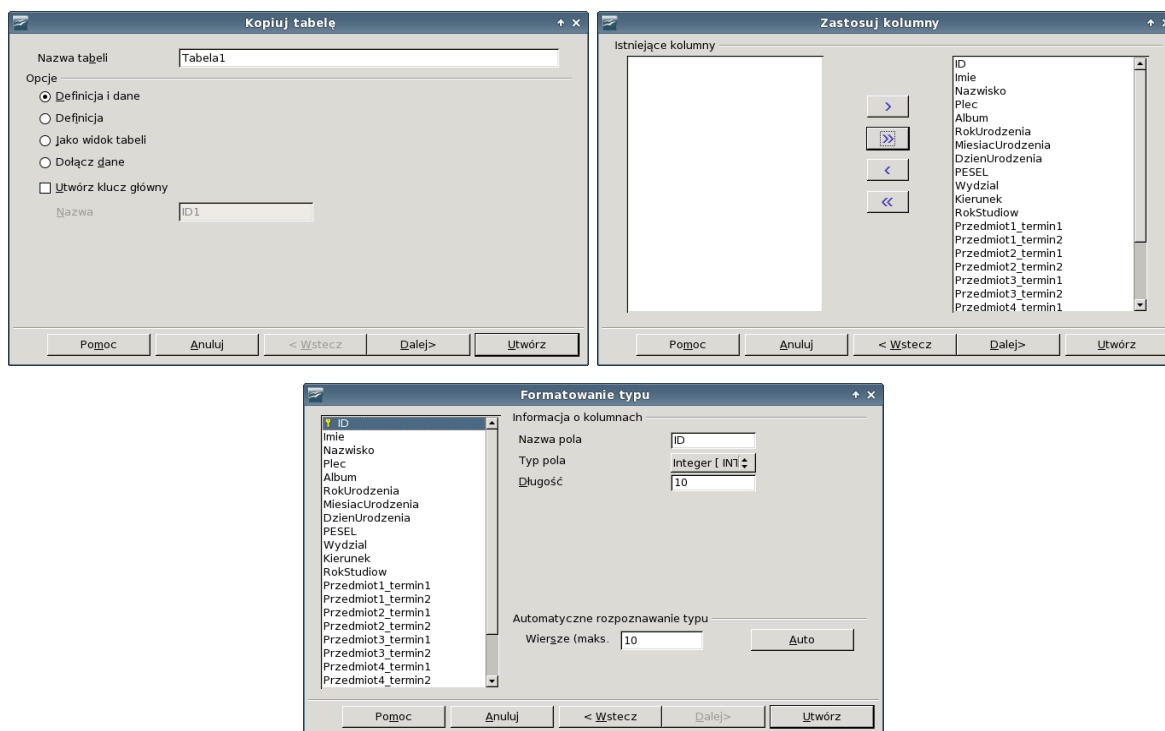 Kopiuj tabelę
Nazwa tabeli Tabela1
Opcje
Definicja i dane
Definicja
Jako widok tabeli
Dołącz dane
Utwórz klucz główny
Nazwa ID1
Pomoc Anuluj < Wstecz Dalej> Utwórz
Zastosuj kolumny
Istniejące kolumny
>
>>
<
<<
ID
Imie
Nazwisko
Plec
Album
RokUrodzenia
MiesiacUrodzenia
DzienUrodzenia
PESEL
Wydzial
Kierunek
RokStudiow
Przedmiot1_termin1
Przedmiot1_termin2
Przedmiot2_termin1
Przedmiot2_termin2
Przedmiot3_termin1
Przedmiot3_termin2
Przedmiot4_termin1
Pomoc Anuluj < Wstecz Dalej> Utwórz
Formatowanie typu
ID
Imie
Nazwisko
Plec
Album
RokUrodzenia
MiesiacUrodzenia
DzienUrodzenia
PESEL
Wydzial
Kierunek
RokStudiow
Przedmiot1_termin1
Przedmiot1_termin2
Przedmiot2_termin1
Przedmiot2_termin2
Przedmiot3_termin1
Przedmiot3_termin2
Przedmiot4_termin1
Przedmiot4_termin2
Informacja o kolumnach
Nazwa pola ID
Typ pola Integer [ INT
Długość 10
Automatyczne rozpoznawanie typu
Wiersze (maks. 10 Auto
Pomoc Anuluj < Wstecz Dalej> Utwórz